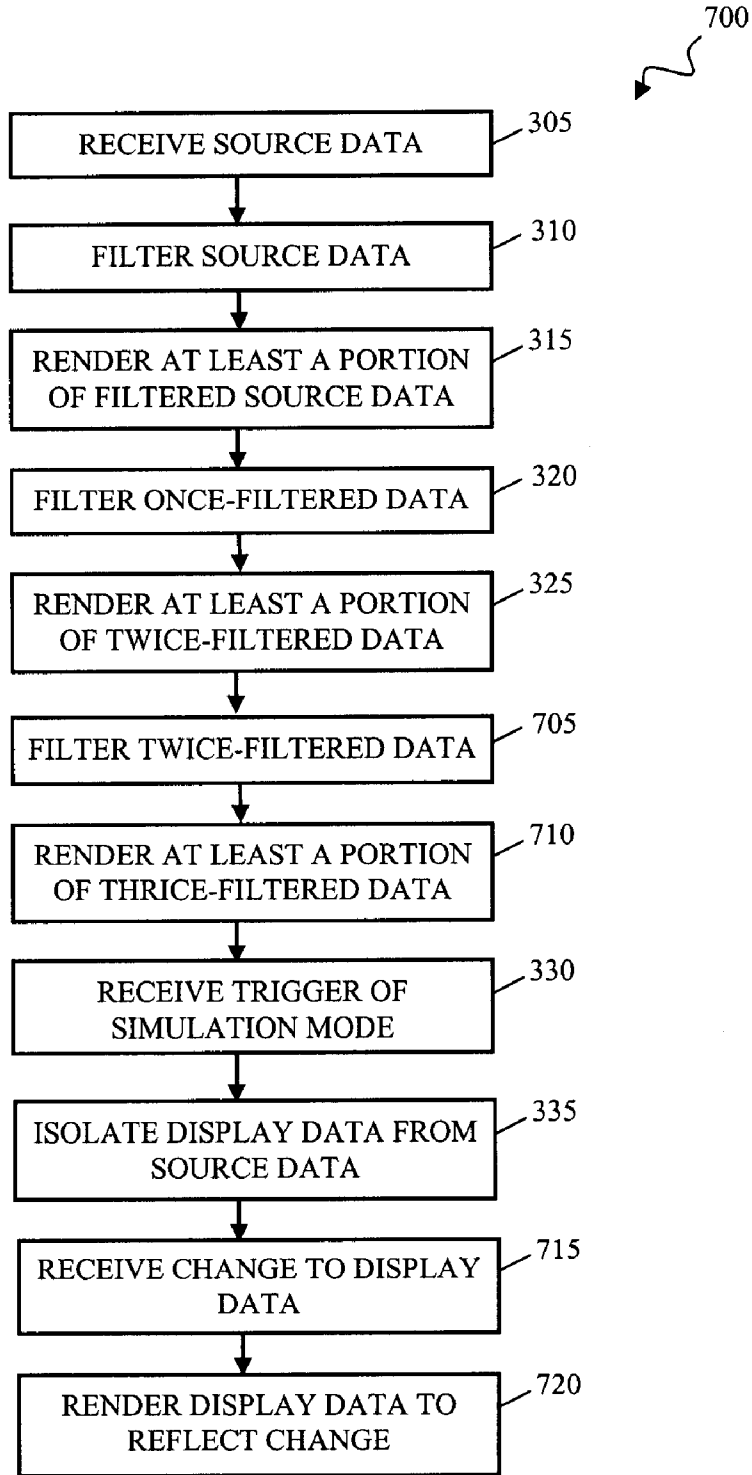 700
RECEIVE SOURCE DATA
305
FILTER SOURCE DATA
310
RENDER AT LEAST A PORTION
OF FILTERED SOURCE DATA
315
FILTER ONCE-FILTERED DATA
320
RENDER AT LEAST A PORTION
OF TWICE-FILTERED DATA
325
FILTER TWICE-FILTERED DATA
705
RENDER AT LEAST A PORTION
OF THRICE-FILTERED DATA
710
RECEIVE TRIGGER OF
SIMULATION MODE
330
ISOLATE DISPLAY DATA FROM
SOURCE DATA
335
RECEIVE CHANGE TO DISPLAY
DATA
715
RENDER DISPLAY DATA TO
REFLECT CHANGE
720